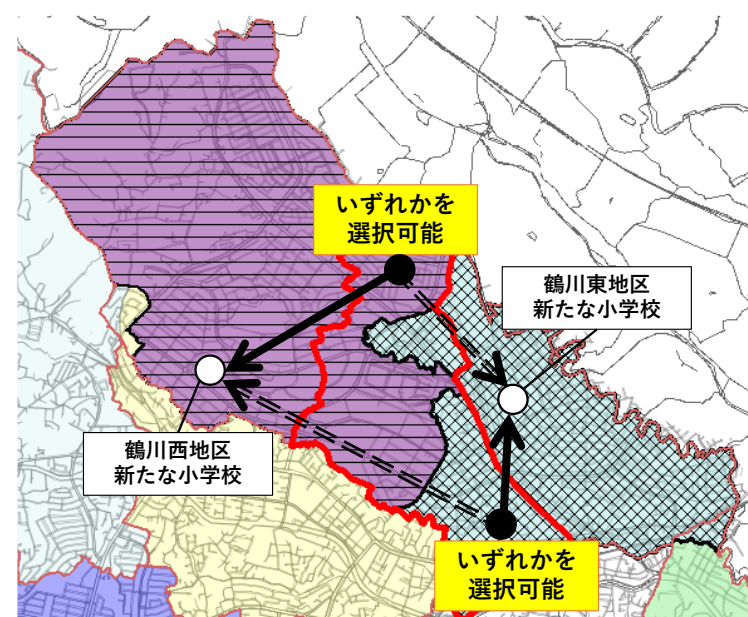 いずれかを
選択可能
鶴川東地区
新たな小学校
鶴川西地区
新たな小学校
いずれかを
選択可能